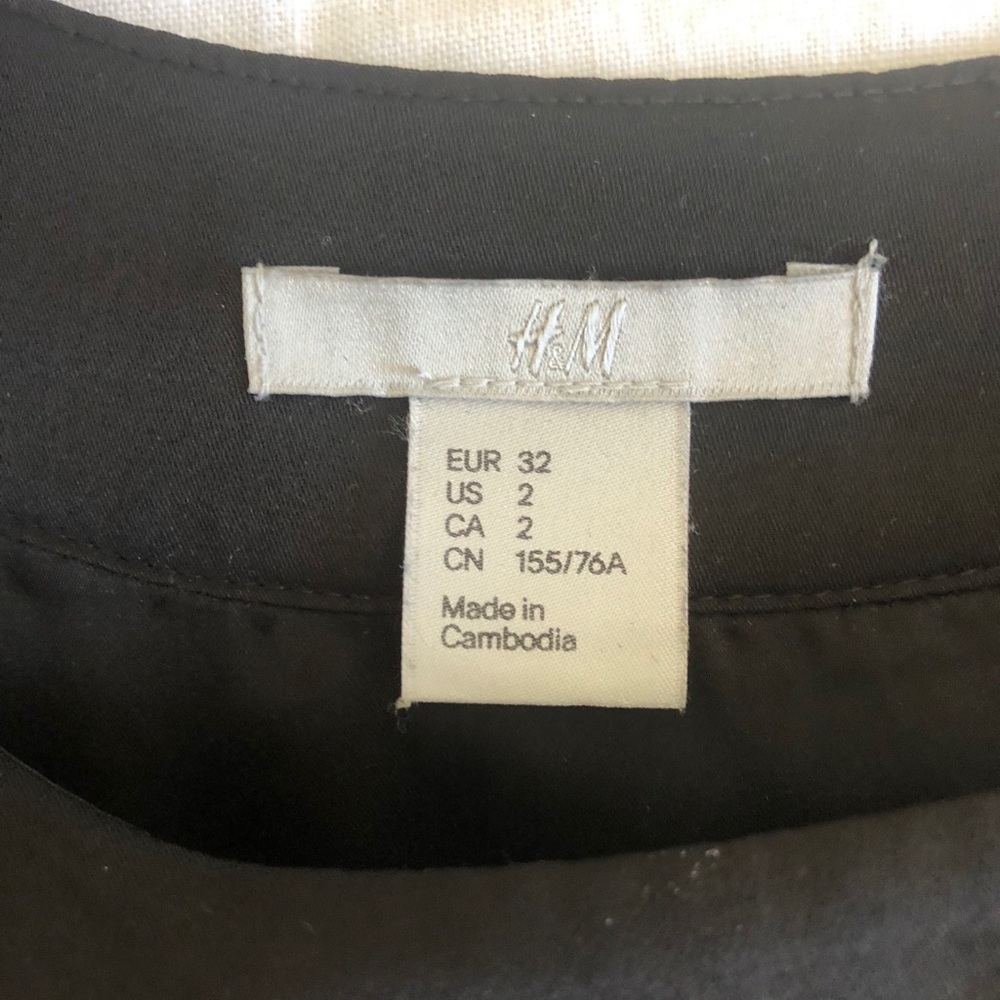 H&M
EUR 32
US 2
CA 2
CN 155/76A
Made in
Cambodia